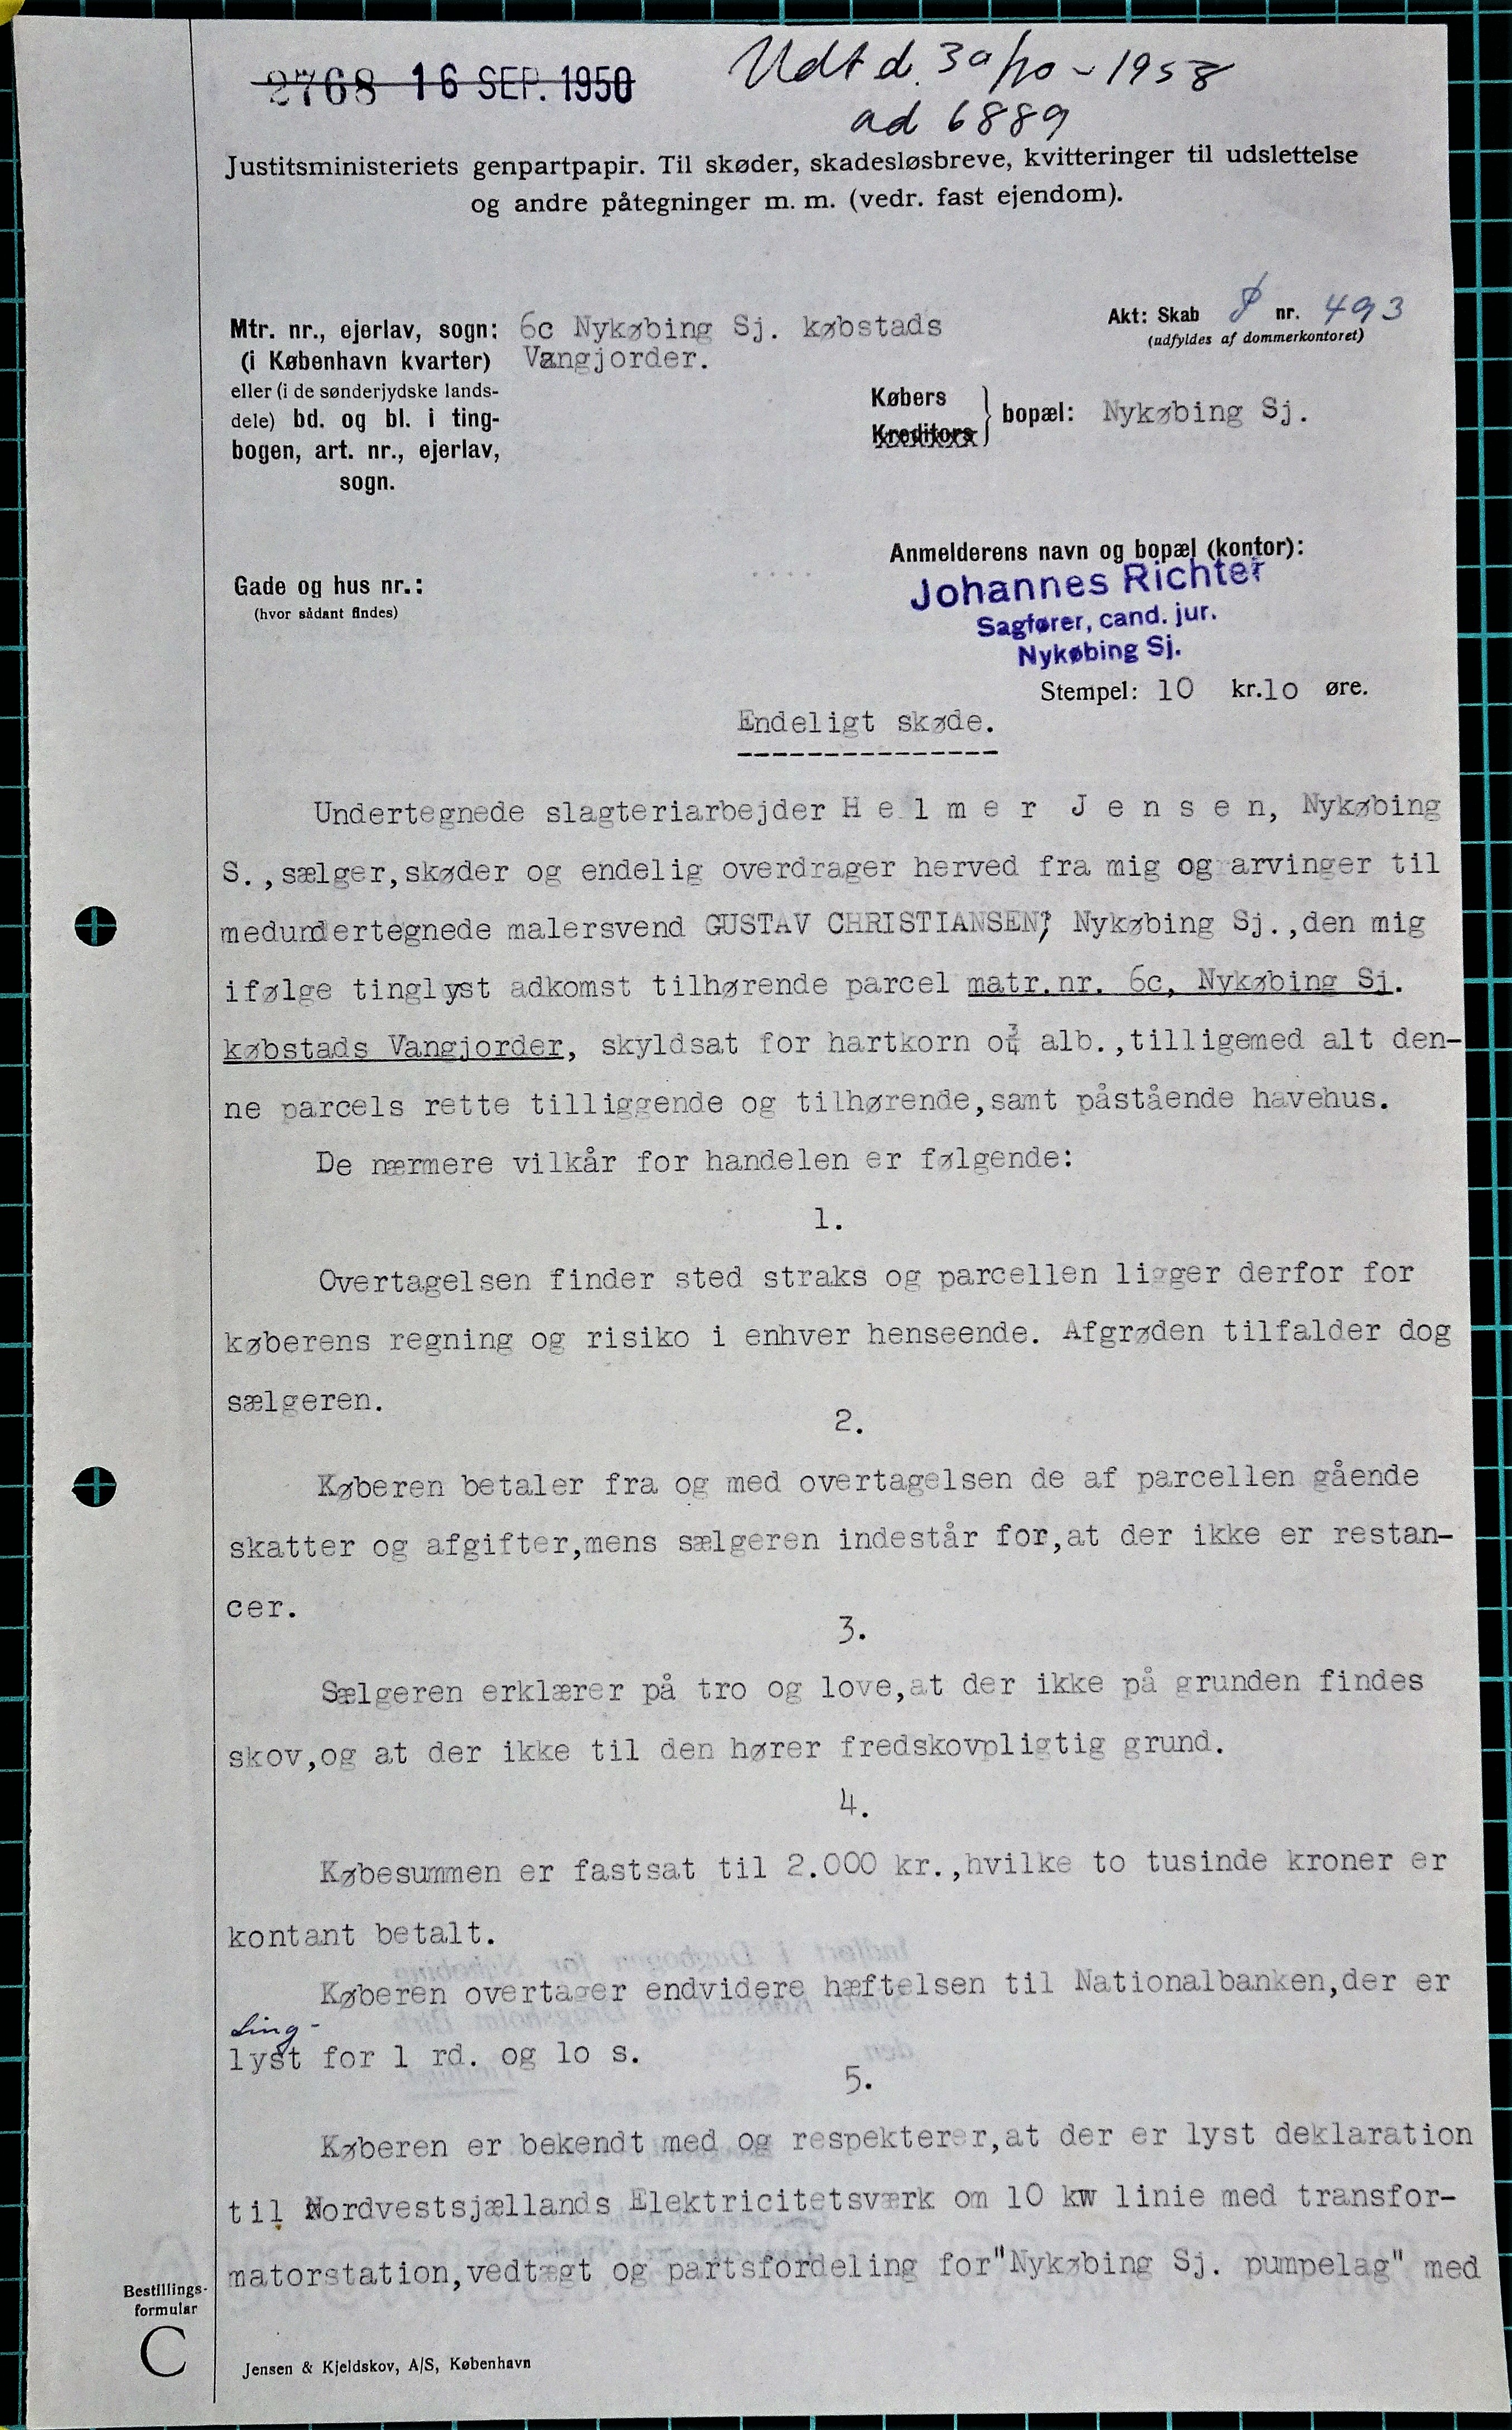 2768 16 SEP. 1950
Udt d. 30/10 - 1958
ad 6889
Justitsministeriets genpartpapir. Til skøder, skadesløsbreve, kvitteringer til udslettelse
og andre påtegninger m. m. (vedr. fast ejendom).
Mtr. nr., ejerlav, sogn: 6c Nykøbing Sj. købstads
(i København kvarter) Vangjorder.
eller (i de sønderjydske lands-
dele) bd. og bl. i ting-
bogen, art. nr., ejerlav,
sogn.
Akt: Skab nr. 493
(udfyldes af dommerkontoret)
Købers
Kreditors
bopæl: Nykøbing Sj.
Gade og hus nr.:
(hvor sådant findes)
Anmelderens navn og bopæl (kontor):
Johannes Richter
Sagfører, cand. jur.
Nykøbing Sj.
Stempel: 10 kr. lo øre.
Endeligt skøde.
---------------
Undertegnede slagteriarbejder H e l m e r J e n s e n, Nykøbing
S.,sælger,skøder og endelig overdrager herved fra mig og arvinger til
medundertegnede malersvend GUSTAV CHRISTIANSEN, Nykøbing Sj.,den mig
ifølge tinglyst adkomst tilhørende parcel matr.nr. 6c, Nykøbing Sj.
købstads Vangjorder, skyldsat for hartkorn o¾ alb.,tilligemed alt den-
ne parcels rette tilliggende og tilhørende,samt påstående havehus.
De nærmere vilkår for handelen er følgende:
1.
Overtagelsen finder sted straks og parcellen ligger derfor for
køberens regning og risiko i enhver henseende. Afgrøden tilfalder dog
sælgeren.
2.
Køberen betaler fra og med overtagelsen de af parcellen gående
skatter og afgifter,mens sælgeren indestår for,at der ikke er restan-
cer.
3.
Sælgeren erklærer på tro og love,at der ikke på grunden findes
skov,og at der ikke til den hører fredskovpligtig grund.
4.
Købesummen er fastsat til 2.000 kr.,hvilke to tusinde kroner er
kontant betalt.
Køberen overtager endvidere hæftelsen til Nationalbanken,der er
ting-
lyst for 1 rd. og lo s.
5.
Køberen er bekendt med og respekterer,at der er lyst deklaration
til Nordvestsjællands Elektricitetsværk om 10 kw linie med transfor-
matorstation,vedtægt og partsfordeling for"Nykøbing Sj. pumpelag" med
Bestillings-
formular
C
Jensen & Kjeldskov, A/S, København